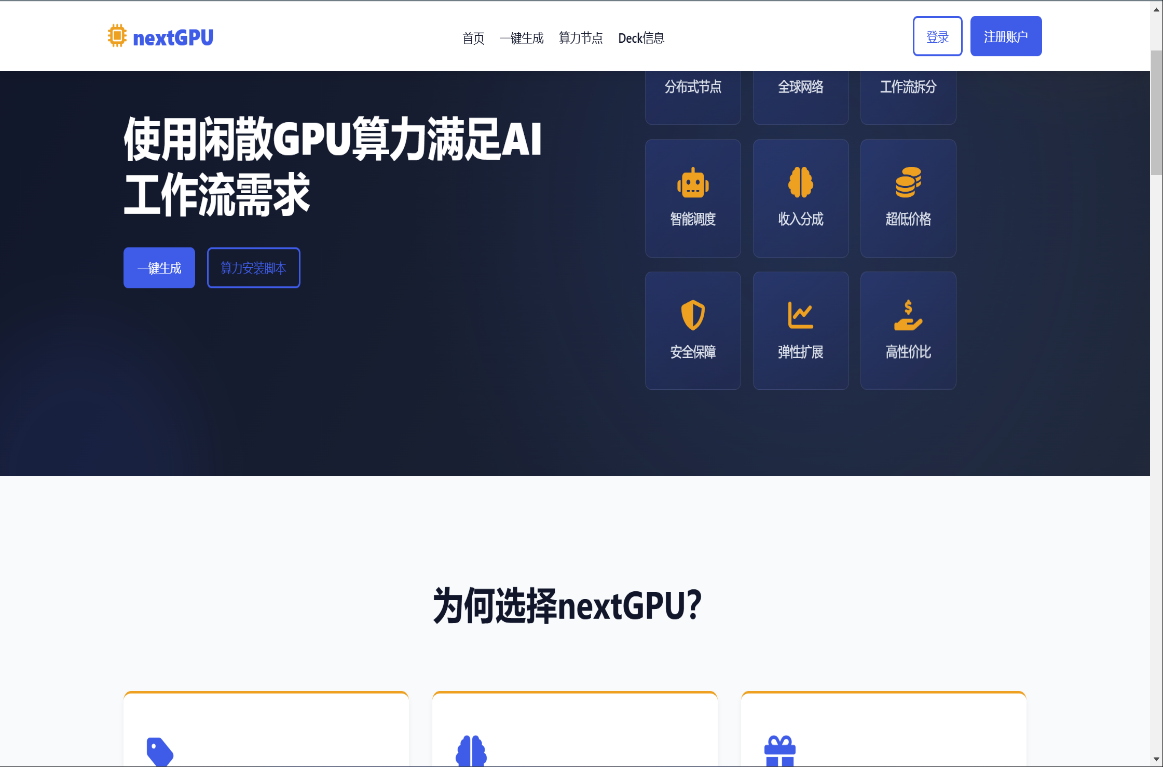 nextGPU
首页 一键生成 算力节点 Deck信息
登录 注册账户
分布式节点 全球网络 工作流拆分
使用闲散GPU算力满足AI
工作流需求
一键生成 算力安装脚本
智能调度 收入分成 超低价格
安全保障 弹性扩展 高性价比
为何选择nextGPU?